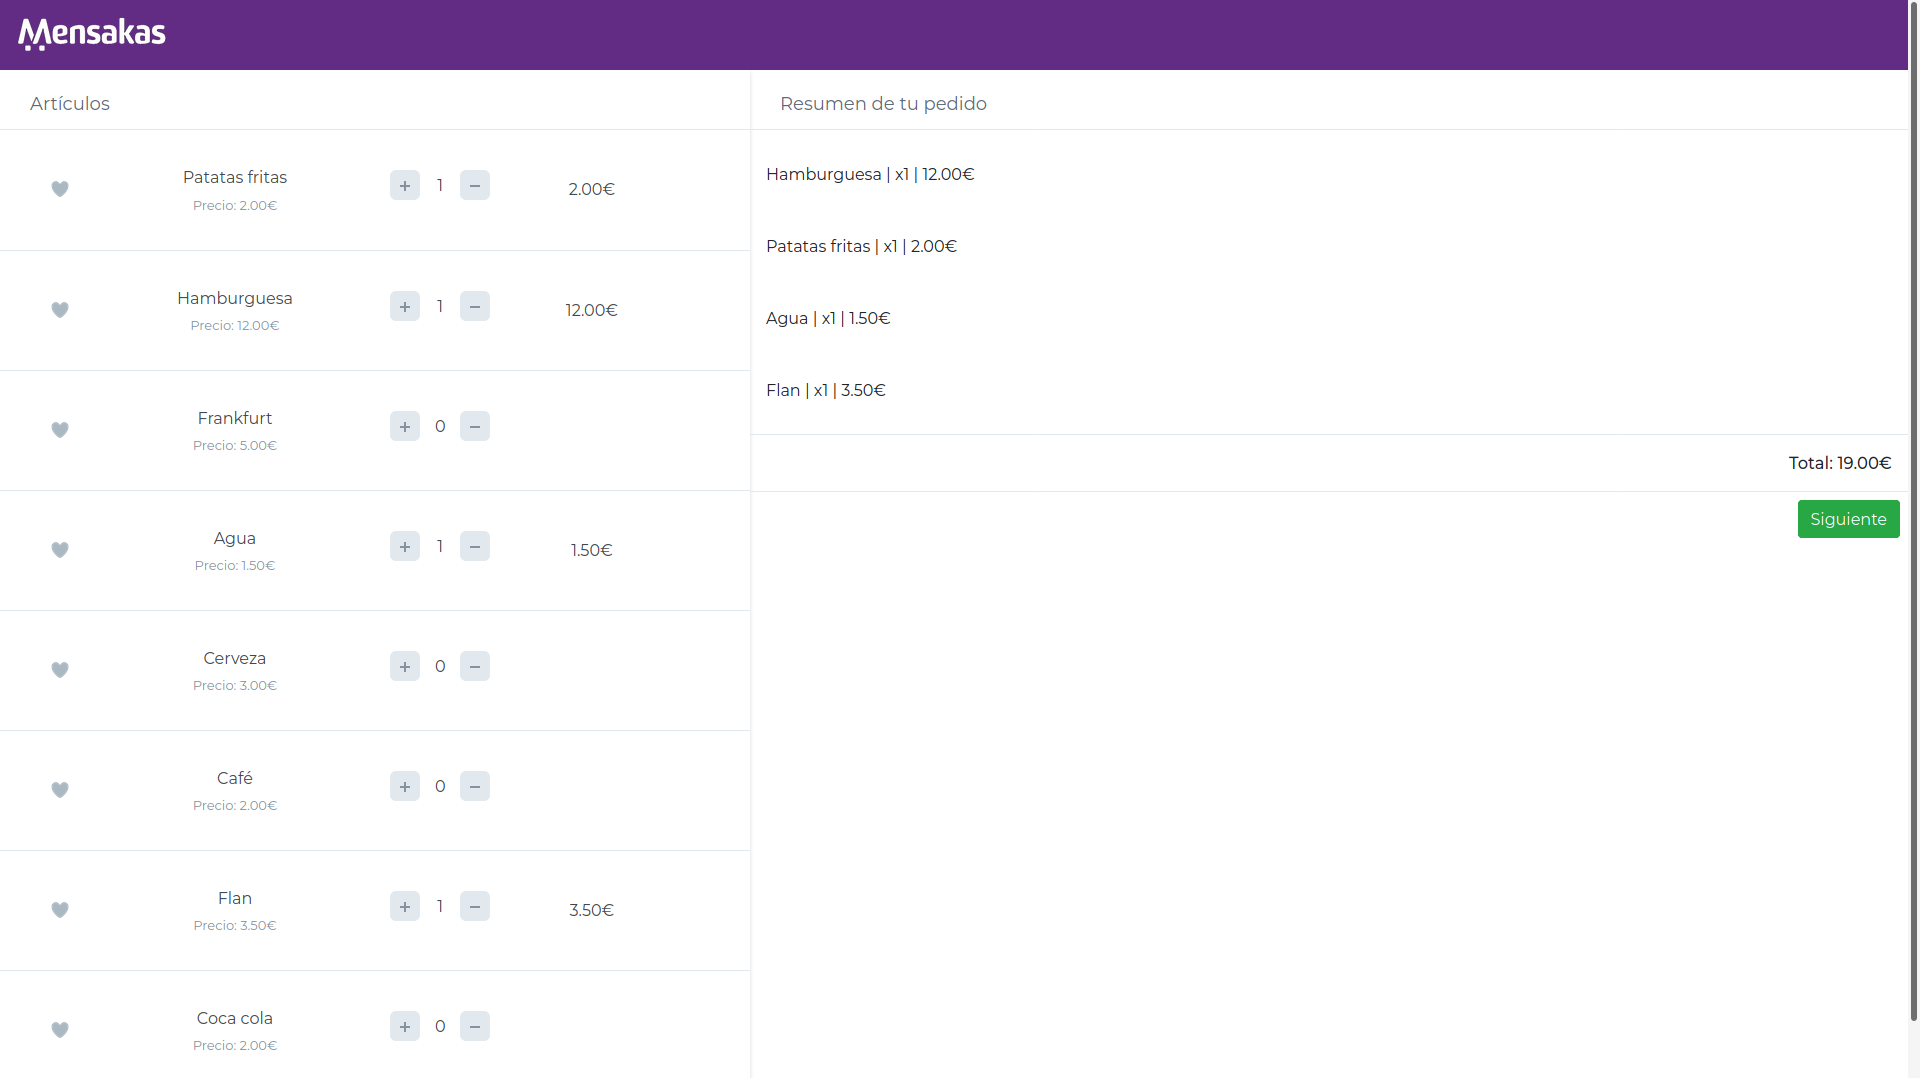 Mensakas
Artículos
Patatas fritas
Precio: 2.00€
+ 1 −
2.00€
Hamburguesa
Precio: 12.00€
+ 1 −
12.00€
Frankfurt
Precio: 5.00€
+ 0 −
Agua
Precio: 1.50€
+ 1 −
1.50€
Cerveza
Precio: 3.00€
+ 0 −
Café
Precio: 2.00€
+ 0 −
Flan
Precio: 3.50€
+ 1 −
3.50€
Coca cola
Precio: 2.00€
+ 0 −
Resumen de tu pedido
Hamburguesa | x1 | 12.00€
Patatas fritas | x1 | 2.00€
Agua | x1 | 1.50€
Flan | x1 | 3.50€
Total: 19.00€
Siguiente